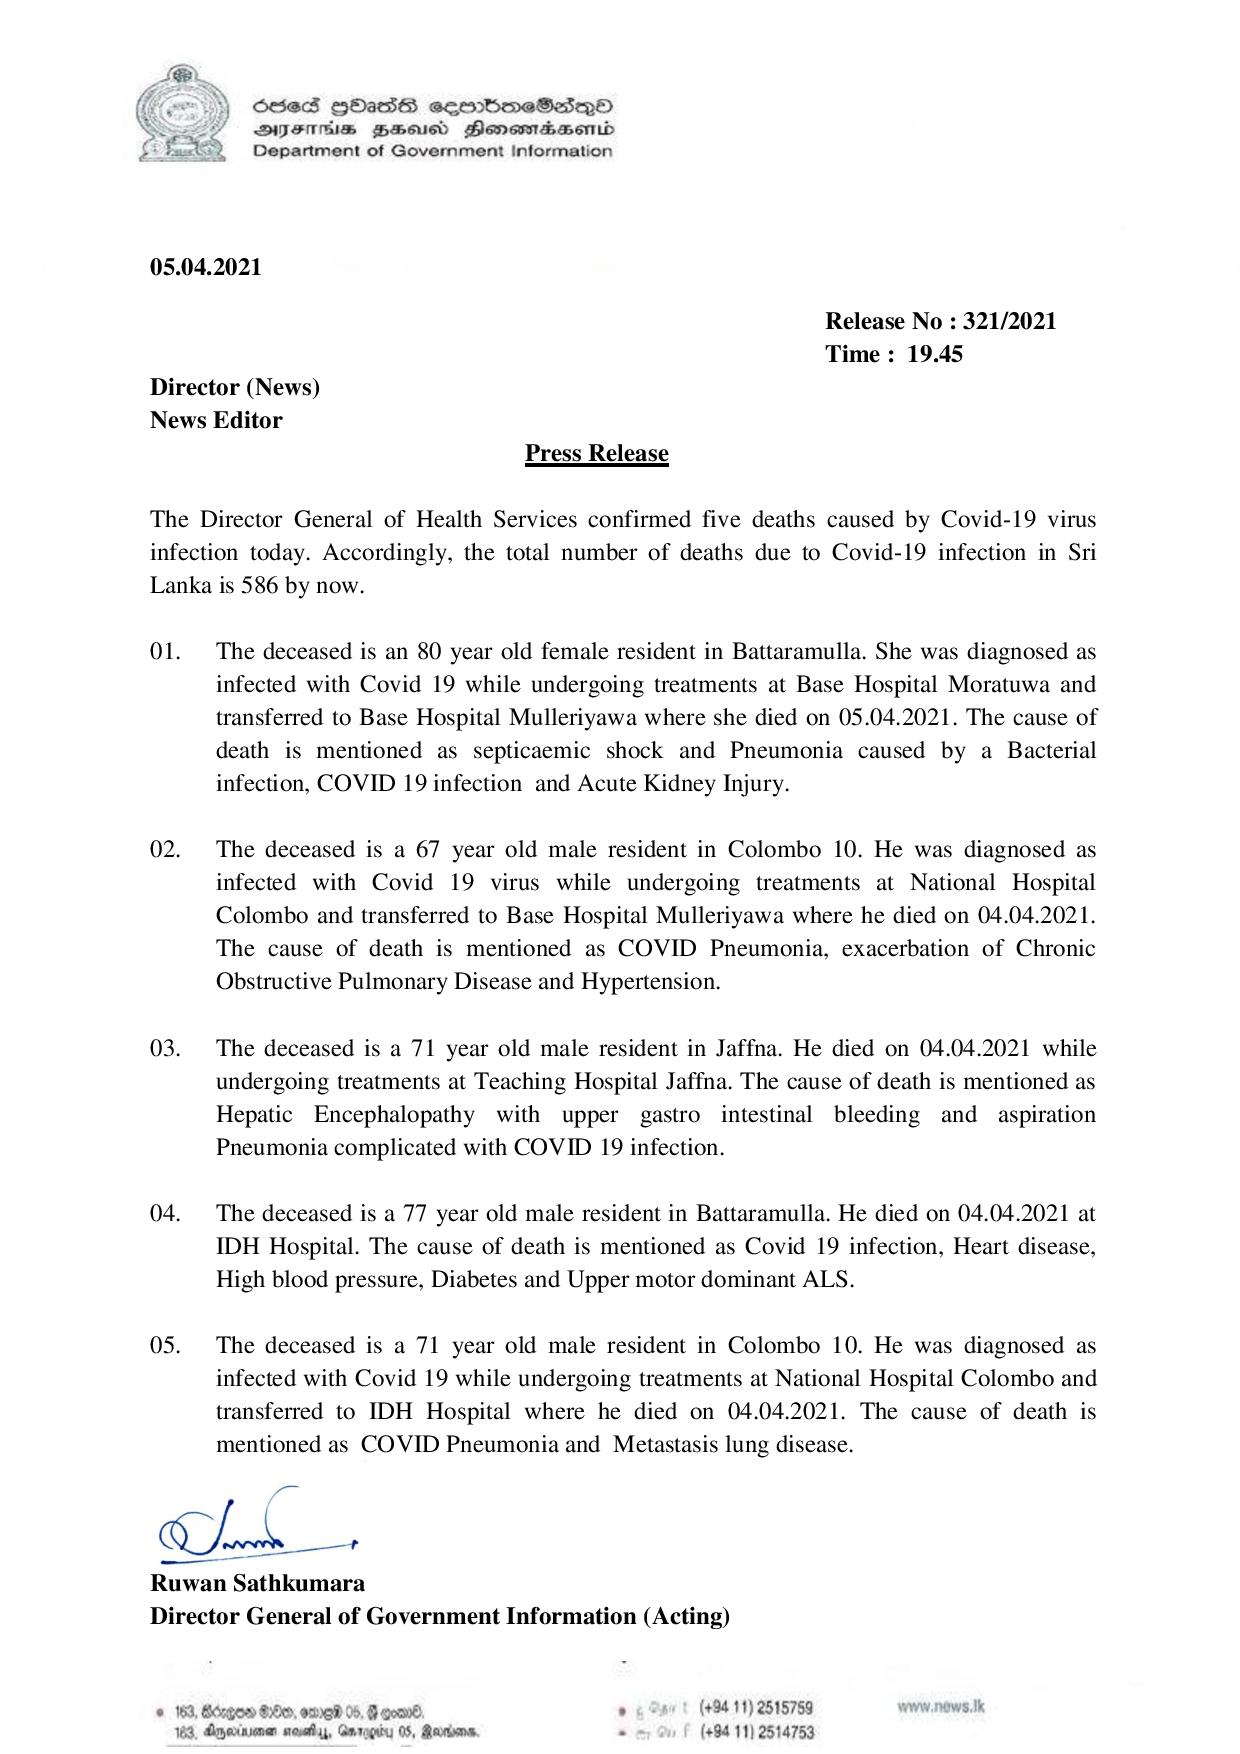 රජයේ ප්‍රවෘත්ති දෙපාර්තමේන්තුව
அரசாங்க தகவல் திணைக்களம்
Department of Government Information
05.04.2021
Release No : 321/2021
Time :  19.45
Director (News)
News Editor
Press Release
The Director General of Health Services confirmed five deaths caused by Covid-19 virus
infection today. Accordingly, the total number of deaths due to Covid-19 infection in Sri
Lanka is 586 by now.
01. The deceased is an 80 year old female resident in Battaramulla. She was diagnosed as
infected with Covid 19 while undergoing treatments at Base Hospital Moratuwa and
transferred to Base Hospital Mulleriyawa where she died on 05.04.2021. The cause of
death is mentioned as septicaemic shock and Pneumonia caused by a Bacterial
infection, COVID 19 infection  and Acute Kidney Injury.
02. The deceased is a 67 year old male resident in Colombo 10. He was diagnosed as
infected with Covid 19 virus while undergoing treatments at National Hospital
Colombo and transferred to Base Hospital Mulleriyawa where he died on 04.04.2021.
The cause of death is mentioned as COVID Pneumonia, exacerbation of Chronic
Obstructive Pulmonary Disease and Hypertension.
03. The deceased is a 71 year old male resident in Jaffna. He died on 04.04.2021 while
undergoing treatments at Teaching Hospital Jaffna. The cause of death is mentioned as
Hepatic Encephalopathy with upper gastro intestinal bleeding and aspiration
Pneumonia complicated with COVID 19 infection.
04. The deceased is a 77 year old male resident in Battaramulla. He died on 04.04.2021 at
IDH Hospital. The cause of death is mentioned as Covid 19 infection, Heart disease,
High blood pressure, Diabetes and Upper motor dominant ALS.
05. The deceased is a 71 year old male resident in Colombo 10. He was diagnosed as
infected with Covid 19 while undergoing treatments at National Hospital Colombo and
transferred to IDH Hospital where he died on 04.04.2021. The cause of death is
mentioned as  COVID Pneumonia and  Metastasis lung disease.
Ruwan Sathkumara
Director General of Government Information (Acting)
163, කිරුළපන මාවත, කොළඹ 05, ශ්‍රී ලංකාව. (+94 11) 2515759 www.news.lk
163, கிருலப்பனை எவனியூ, கொழும்பு 05, இலங்கை. (+94 11) 2514753